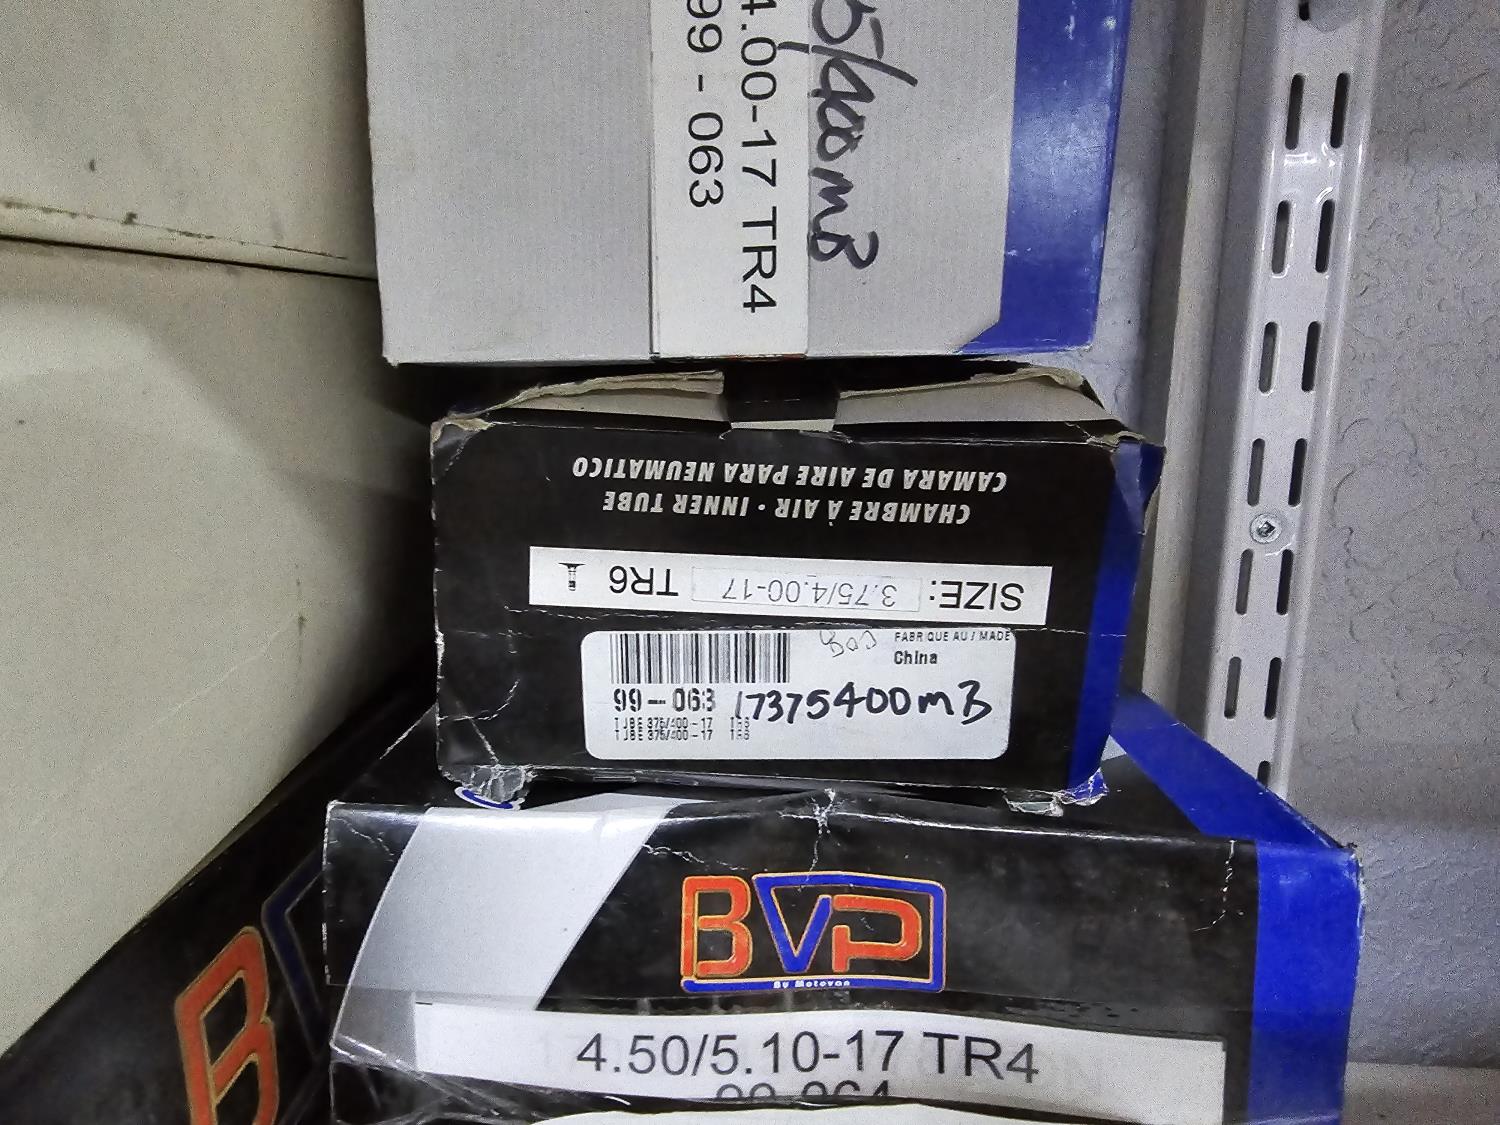 5/400mB
4.00-17 TR4
99 - 063
CAMARA DE AIRE PARA NEUMATICO
CHAMBRE À AIR • INNER TUBE
SIZE: 3.75/4.00-17 TR6
FABRIQUE AU / MADE
China
99-063 17375400mB
TUBE 375/400-17 TR6
TUBE 375/400-17 TR6
BVP
By Motovan
4.50/5.10-17 TR4
B